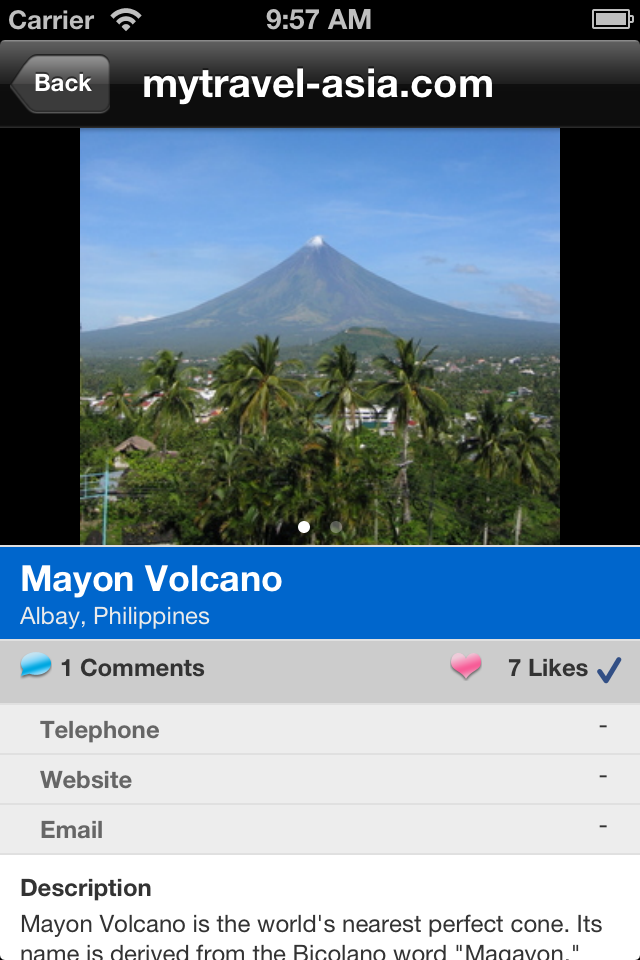 Carrier 9:57 AM
Back mytravel-asia.com
Mayon Volcano
Albay, Philippines
1 Comments 7 Likes
Telephone -
Website -
Email -
Description
Mayon Volcano is the world's nearest perfect cone. Its
name is derived from the Bicolano word "Magayon,"